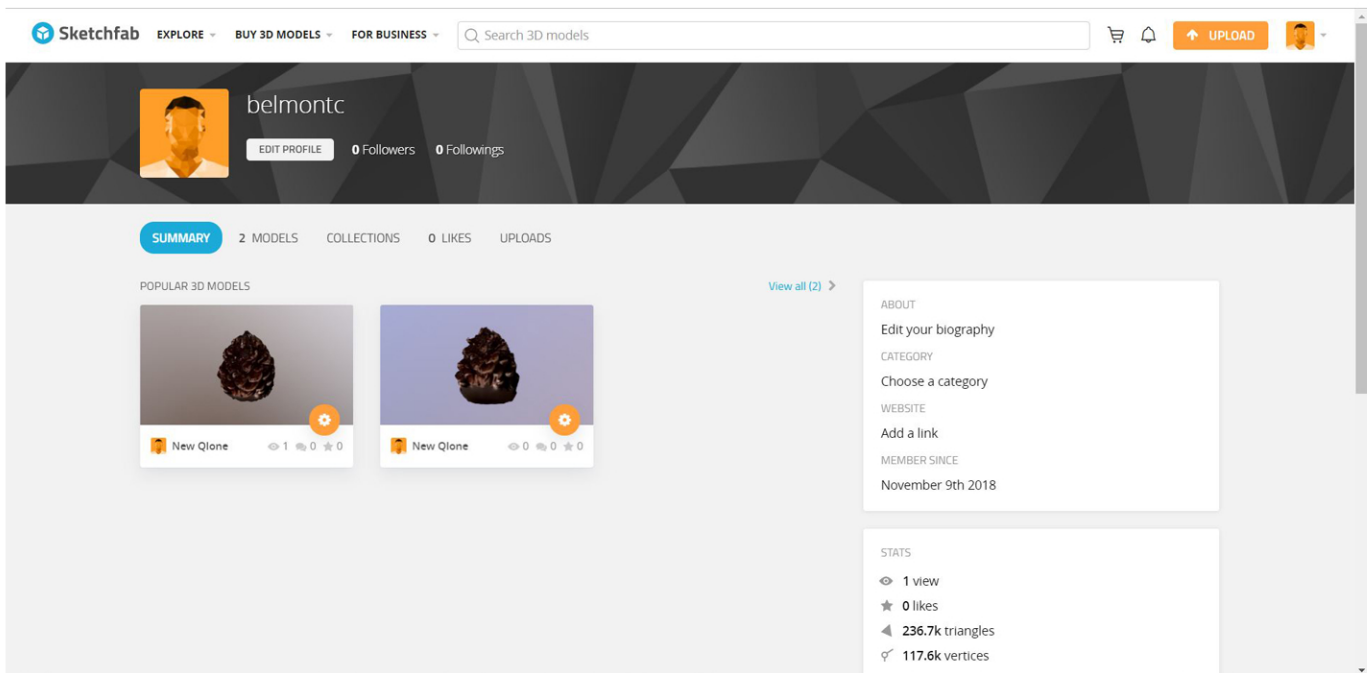 Sketchfab EXPLORE BUY 3D MODELS FOR BUSINESS Search 3D models UPLOAD
belmontc
EDIT PROFILE 0 Followers 0 Followings
SUMMARY 2 MODELS COLLECTIONS 0 LIKES UPLOADS
POPULAR 3D MODELS View all (2)
New Qlone 1 0 0
New Qlone 0 0 0
ABOUT
Edit your biography
CATEGORY
Choose a category
WEBSITE
Add a link
MEMBER SINCE
November 9th 2018
STATS
1 view
0 likes
236.7k triangles
117.6k vertices